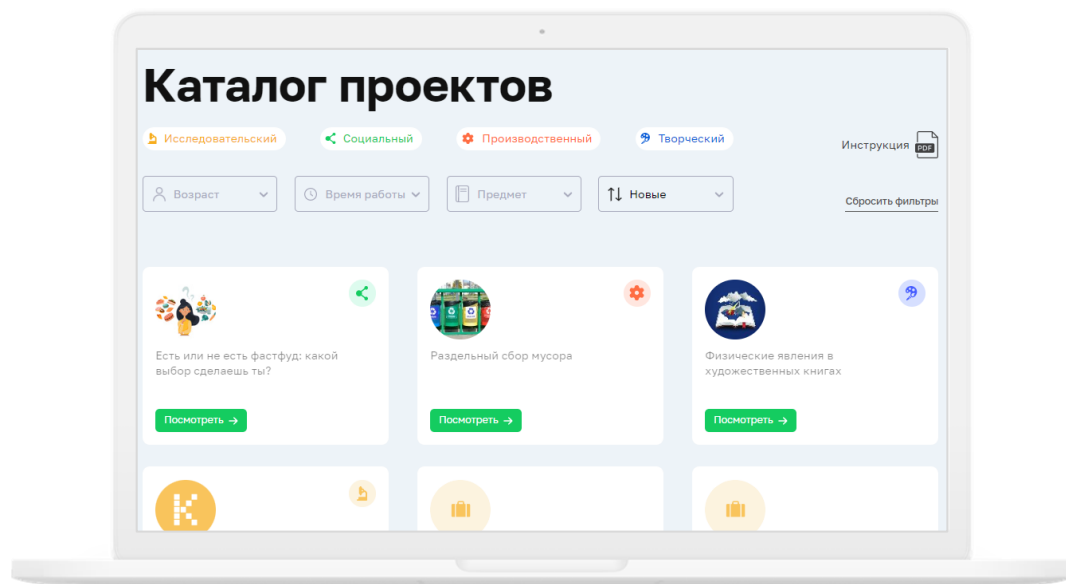 Каталог проектов
Исследовательский
Социальный
Производственный
Творческий
Инструкция
PDF
Возраст
Время работы
Предмет
Новые
Сбросить фильтры
Есть или не есть фастфуд: какой
выбор сделаешь ты?
Посмотреть →
Раздельный сбор мусора
Посмотреть →
Физические явления в
художественных книгах
Посмотреть →
K